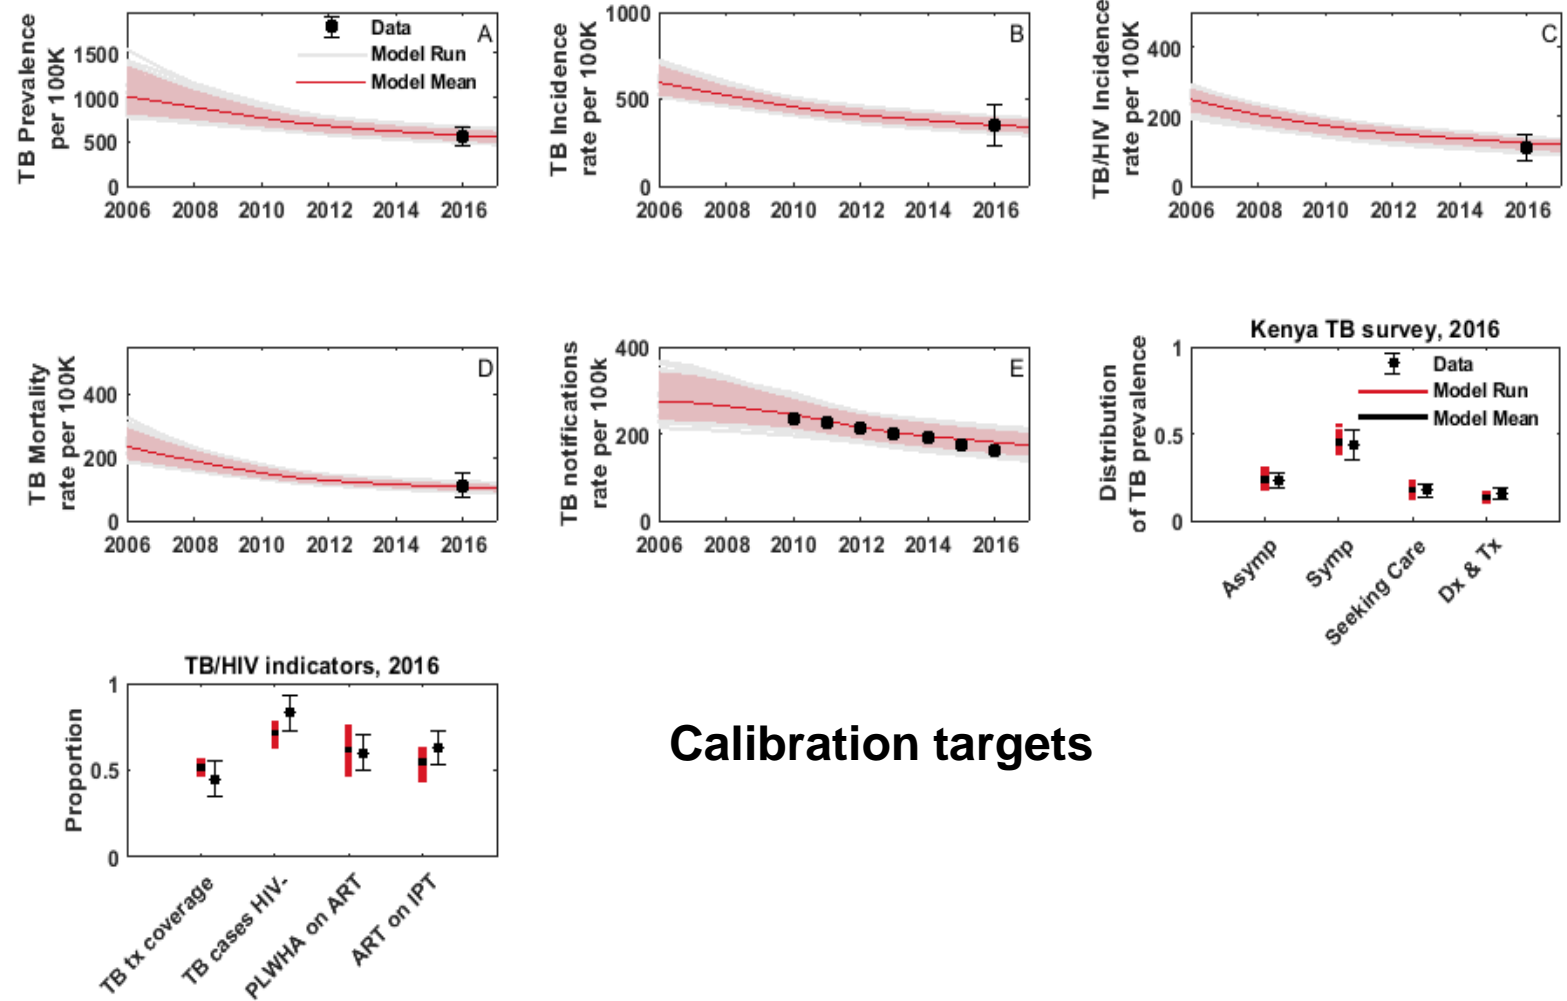 TB Prevalence
per 100K
1500
1000
500
0
Data
Model Run
Model Mean
A
2006 2008 2010 2012 2014 2016
TB Incidence
rate per 100K
1000
500
0
B
2006 2008 2010 2012 2014 2016
TB/HIV Incidence
rate per 100K
400
200
0
C
2006 2008 2010 2012 2014 2016
TB Mortality
rate per 100K
400
200
0
D
2006 2008 2010 2012 2014 2016
TB notifications
rate per 100k
400
200
0
E
2006 2008 2010 2012 2014 2016
Kenya TB survey, 2016
Distribution
of TB prevalence
1
0.5
0
Data
Model Run
Model Mean
Asymp
Symp
Seeking Care
Dx & Tx
TB/HIV indicators, 2016
Proportion
1
0.5
0
TB tx coverage
TB cases HIV-
PLWHA on ART
ART on IPT
Calibration targets